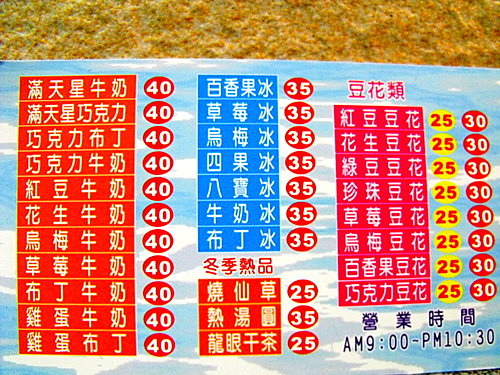 滿天星牛奶 40
滿天星巧克力 40
巧克力布丁 40
巧克力牛奶 40
紅豆牛奶 40
花生牛奶 40
烏梅牛奶 40
草莓牛奶 40
布丁牛奶 40
雞蛋牛奶 40
雞蛋布丁 40
百香果冰 35
草莓冰 35
烏梅冰 35
四果冰 35
八寶冰 35
牛奶冰 35
布丁冰 35
冬季熱品
燒仙草 25
熱湯圓 35
龍眼干茶 25
豆花類
紅豆豆花 25 30
花生豆花 25 30
綠豆豆花 25 30
珍珠豆花 25 30
草莓豆花 25 30
烏梅豆花 25 30
百香果豆花 25 30
巧克力豆花 25 30
營業時間
AM9:00~PM10:30